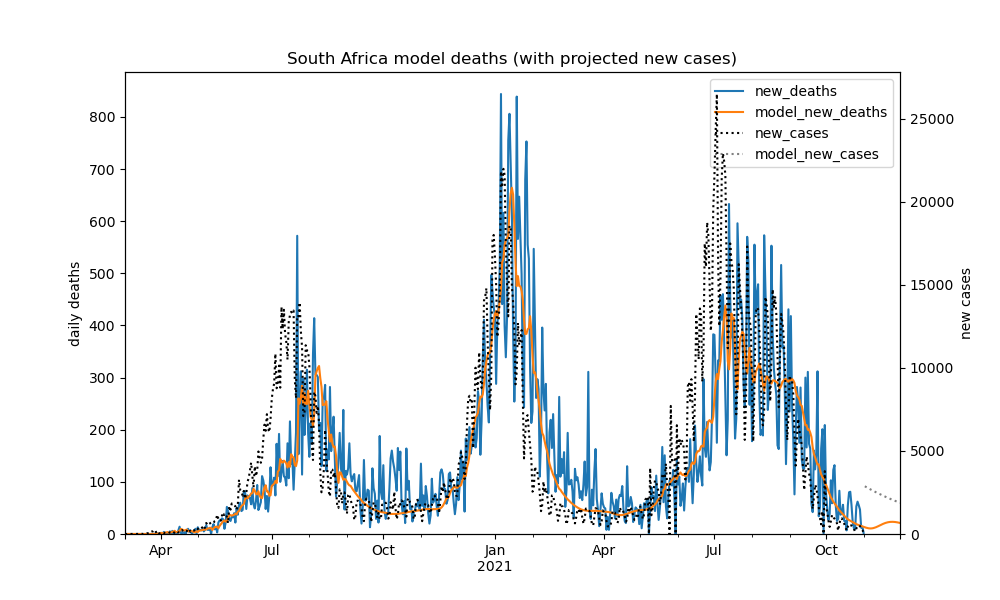 South Africa model deaths (with projected new cases)
new_deaths
model_new_deaths
new_cases
model_new_cases
daily deaths
800
700
600
500
400
300
200
100
0
new cases
25000
20000
15000
10000
5000
0
Apr
Jul
Oct
Jan
2021
Apr
Jul
Oct